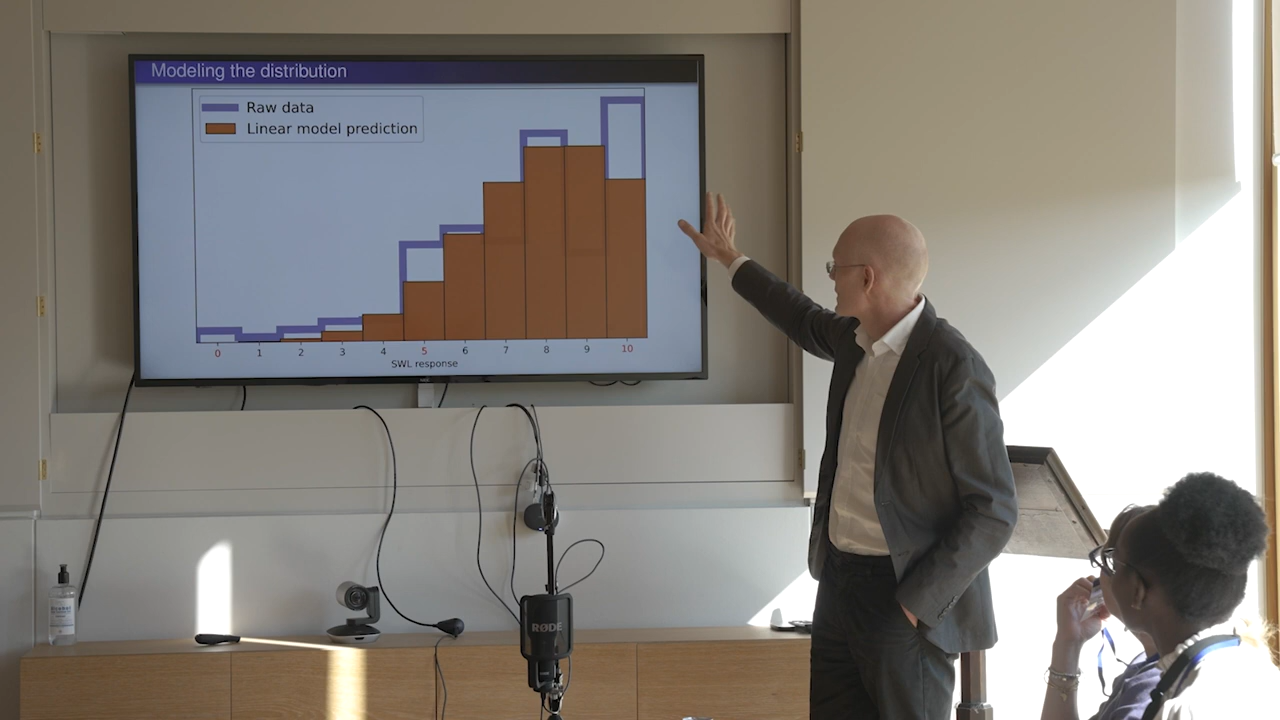 Modeling the distribution
Raw data
Linear model prediction
0 1 2 3 4 5 6 7 8 9 10
SWL response
RØDE